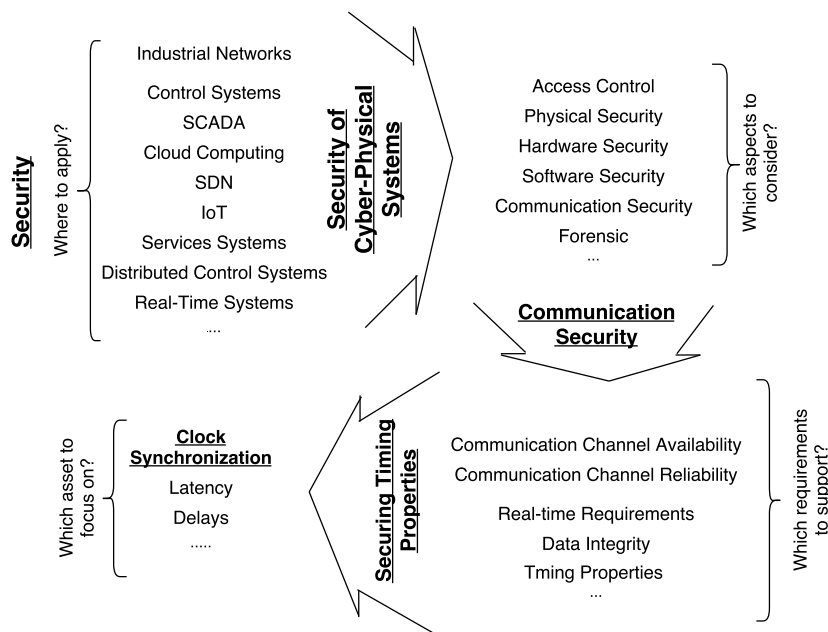 Security
Where to apply?
Industrial Networks
Control Systems
SCADA
Cloud Computing
SDN
IoT
Services Systems
Distributed Control Systems
Real-Time Systems
....
Security of
Cyber-Physical
Systems
Access Control
Physical Security
Hardware Security
Software Security
Communication Security
Forensic
...
Which aspects to
consider?
Communication
Security
Communication Channel Availability
Communication Channel Reliability
Real-time Requirements
Data Integrity
Tming Properties
...
Which requirements
to support?
Securing Timing
Properties
Clock
Synchronization
Latency
Delays
.....
Which asset to
focus on?